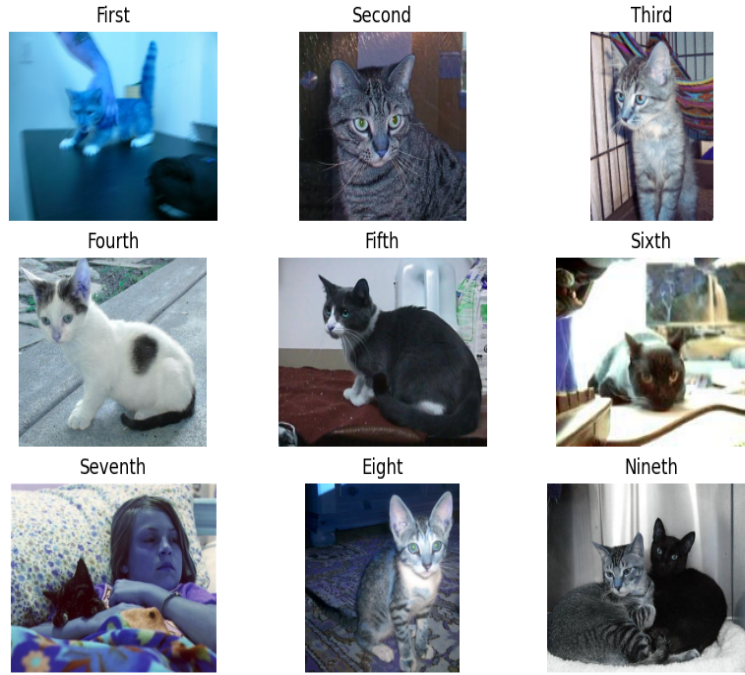 First
Second
Third
Fourth
Fifth
Sixth
Seventh
Eight
Nineth